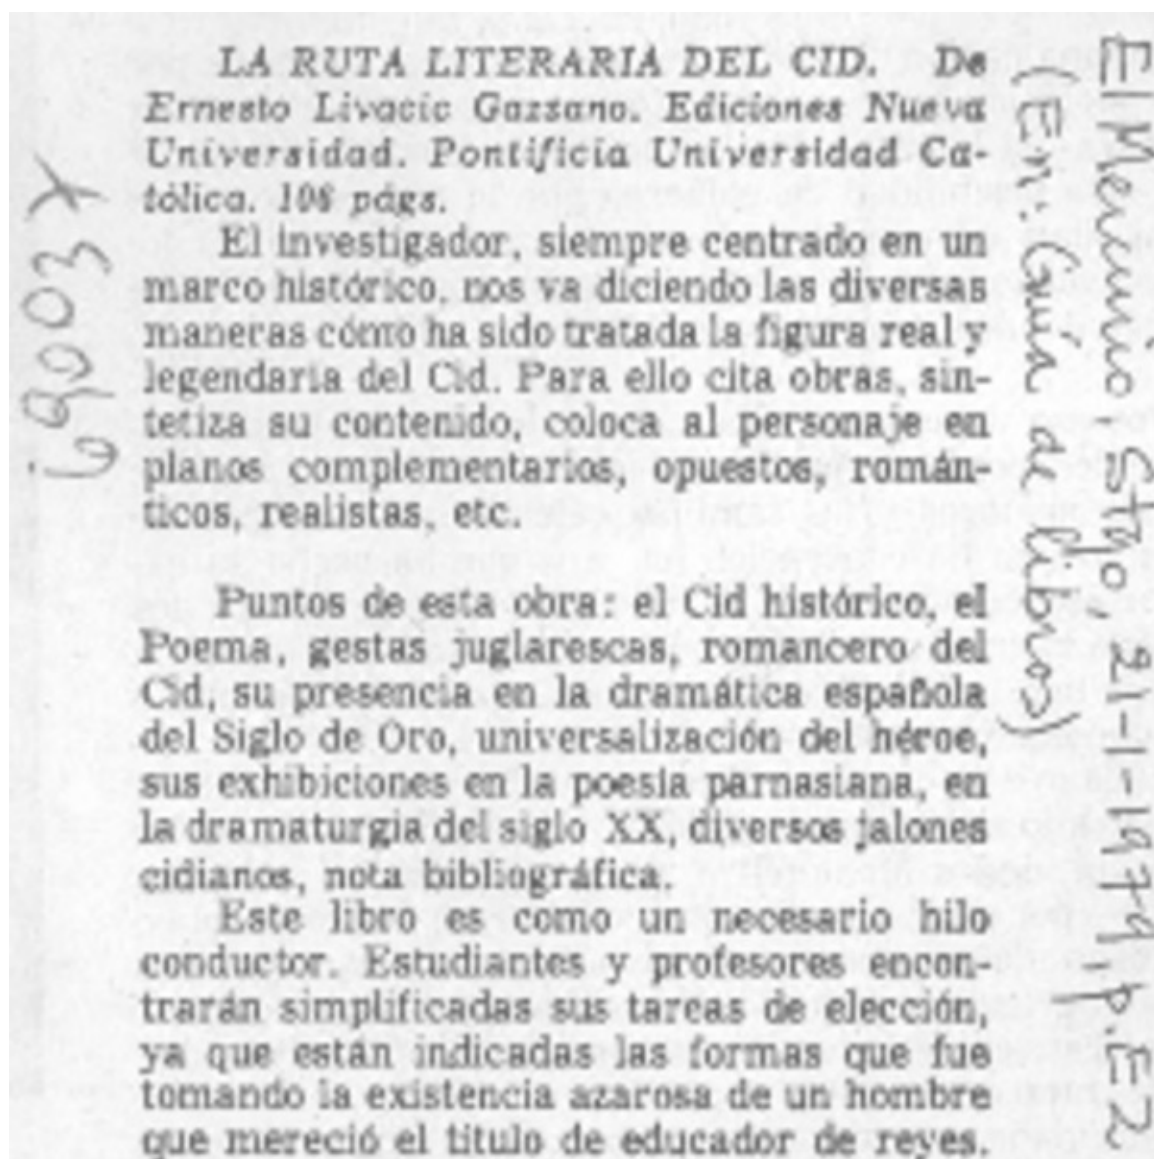 LA RUTA LITERARIA DEL CID. De
Ernesto Livacic Gazzano. Ediciones Nueva
Universidad. Pontificia Universidad Ca-
tólica. 108 págs.
El investigador, siempre centrado en un
marco histórico, nos va diciendo las diversas
maneras cómo ha sido tratada la figura real y
legendaria del Cid. Para ello cita obras, sin-
tetiza su contenido, coloca al personaje en
planos complementarios, opuestos, román-
ticos, realistas, etc.
Puntos de esta obra: el Cid histórico, el
Poema, gestas juglarescas, romancero del
Cid, su presencia en la dramática española
del Siglo de Oro, universalización del héroe,
sus exhibiciones en la poesía parnasiana, en
la dramaturgia del siglo XX, diversos jalones
cidianos, nota bibliográfica.
Este libro es como un necesario hilo
conductor. Estudiantes y profesores encon-
trarán simplificadas sus tareas de elección,
ya que están indicadas las formas que fue
tomando la existencia azarosa de un hombre
que mereció el título de educador de reyes.
El Mercurio, Stgo, 21-1-1979 p. E2
(En: Guía de libros)